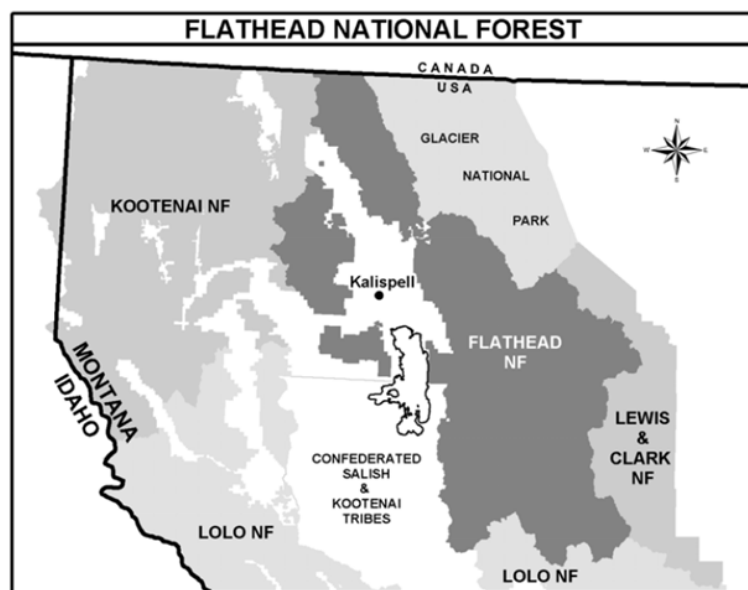 FLATHEAD NATIONAL FOREST
CANADA
USA
GLACIER
NATIONAL
PARK
N
W
E
S
KOOTENAI NF
Kalispell
FLATHEAD
NF
MONTANA
IDAHO
LEWIS
&
CLARK
NF
CONFEDERATED
SALISH
&
KOOTENAI
TRIBES
LOLO NF
LOLO NF